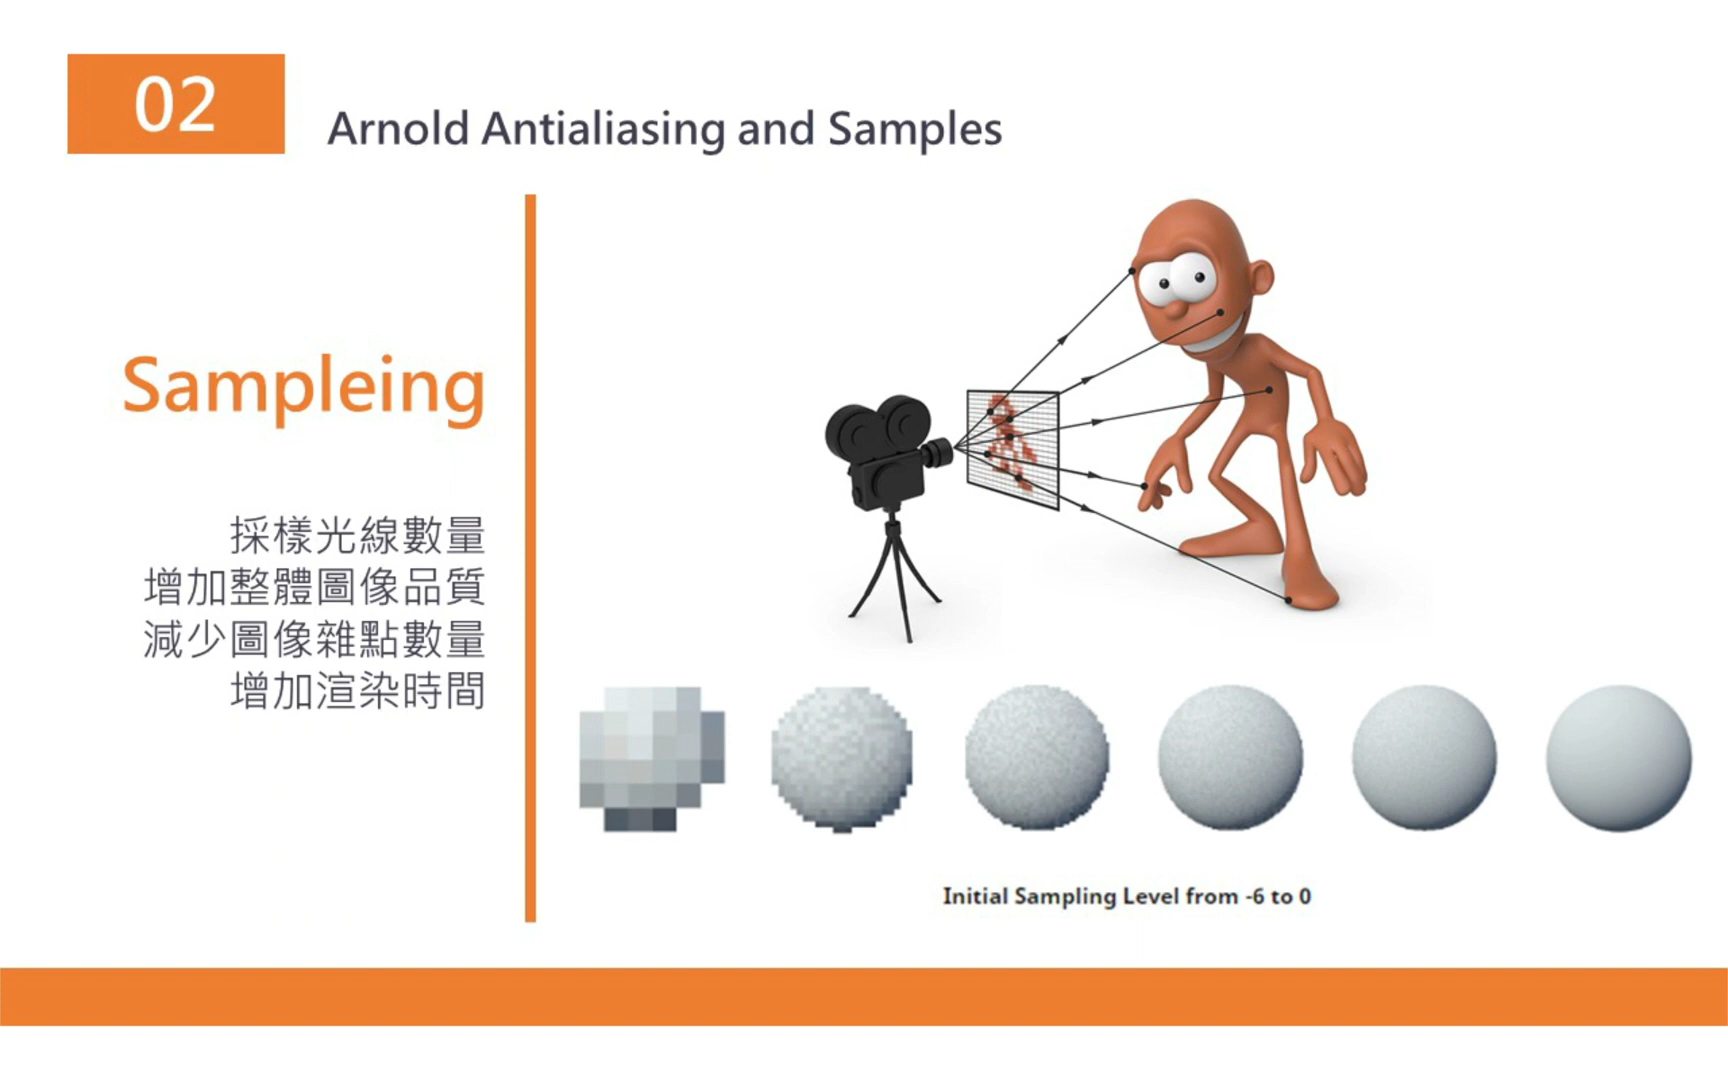 02
Arnold Antialiasing and Samples
Sampleing
採樣光線數量
增加整體圖像品質
減少圖像雜點數量
增加渲染時間
Initial Sampling Level from -6 to 0